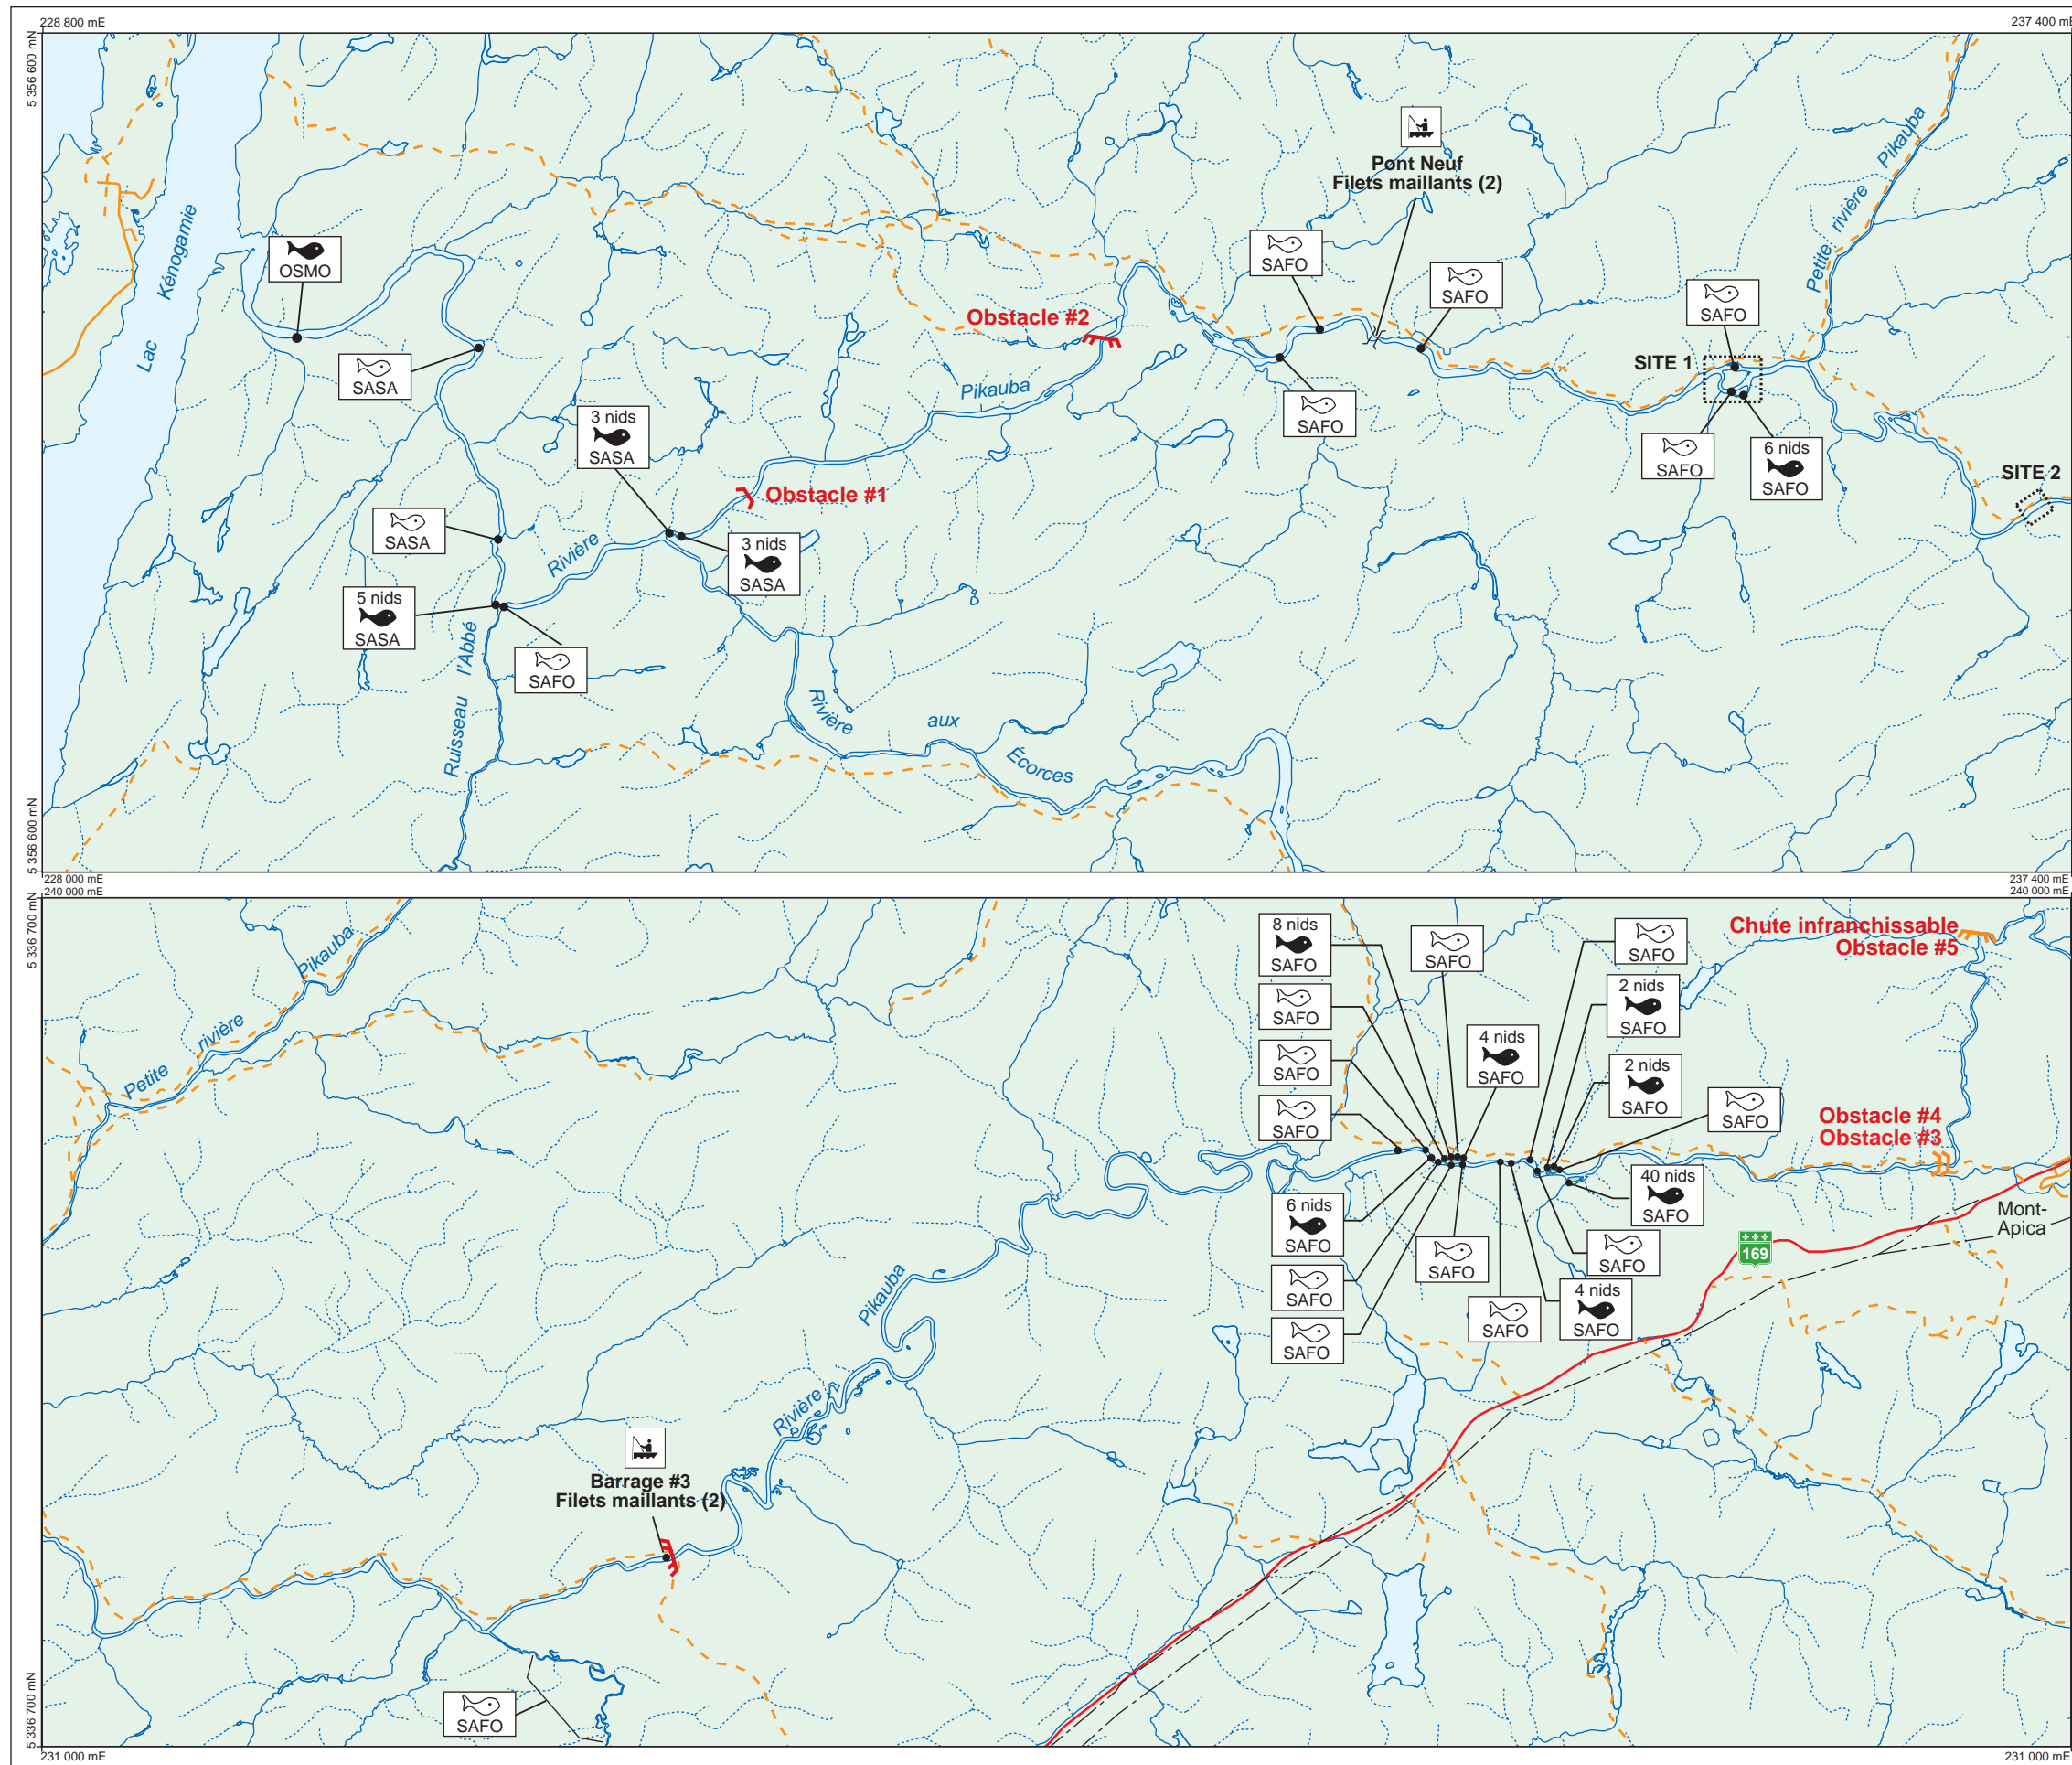 228 800 mE
237 400 mE
5 356 600 mN
Petite rivière Pikauba
Pont Neuf
Filets maillants (2)
Lac Kénogamie
OSMO
SAFO
SAFO
SAFO
Obstacle #2
SASA
SITE 1
Pikauba
SAFO
3 nids
SASA
SAFO
6 nids
SAFO
SITE 2
Obstacle #1
SASA
Rivière
3 nids
SASA
5 nids
SASA
Ruisseau l'Abbé
SAFO
Rivière aux Écorces
5 356 600 mN
228 000 mE
237 400 mE
240 000 mE
240 000 mE
5 336 700 mN
Petite rivière Pikauba
8 nids
SAFO
SAFO
SAFO
Chute infranchissable
Obstacle #5
SAFO
2 nids
SAFO
SAFO
4 nids
SAFO
2 nids
SAFO
SAFO
SAFO
Obstacle #4
Obstacle #3
40 nids
SAFO
6 nids
SAFO
Mont-
Apica
SAFO
SAFO
169
SAFO
SAFO
4 nids
SAFO
SAFO
Rivière Pikauba
Barrage #3
Filets maillants (2)
SAFO
5 336 700 mN
231 000 mE
231 000 mE